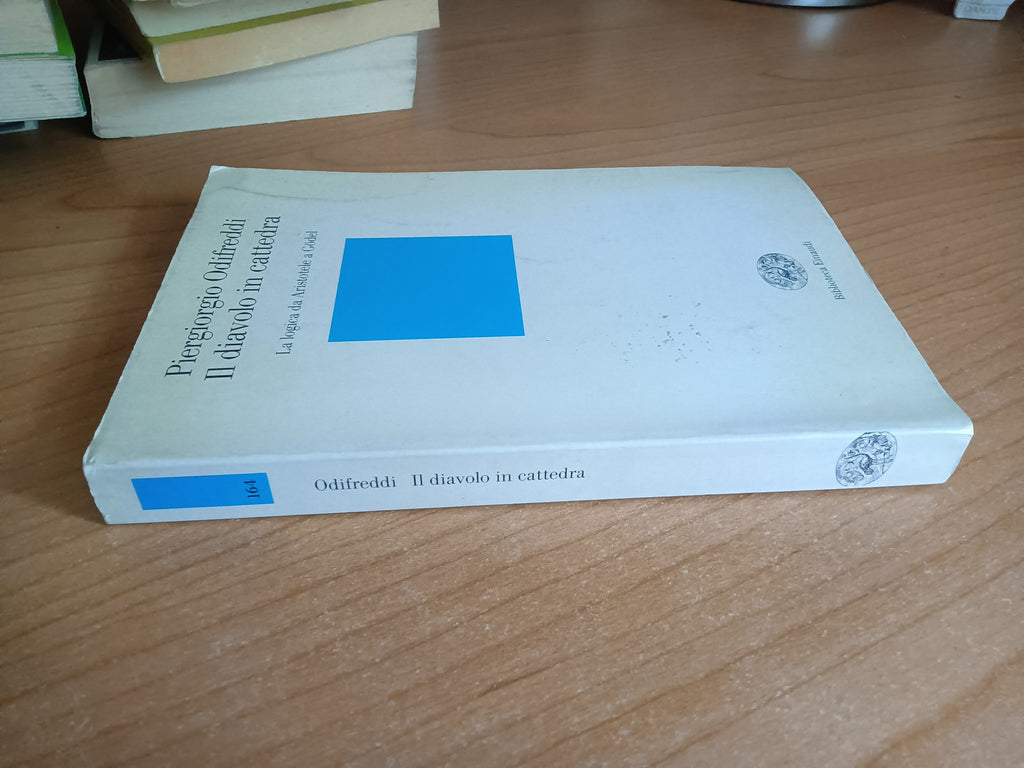 Piergiorgio Odifreddi
Il diavolo in cattedra
La logica da Aristotele a Gödel
Biblioteca Einaudi
164
Odifreddi Il diavolo in cattedra
DANTE